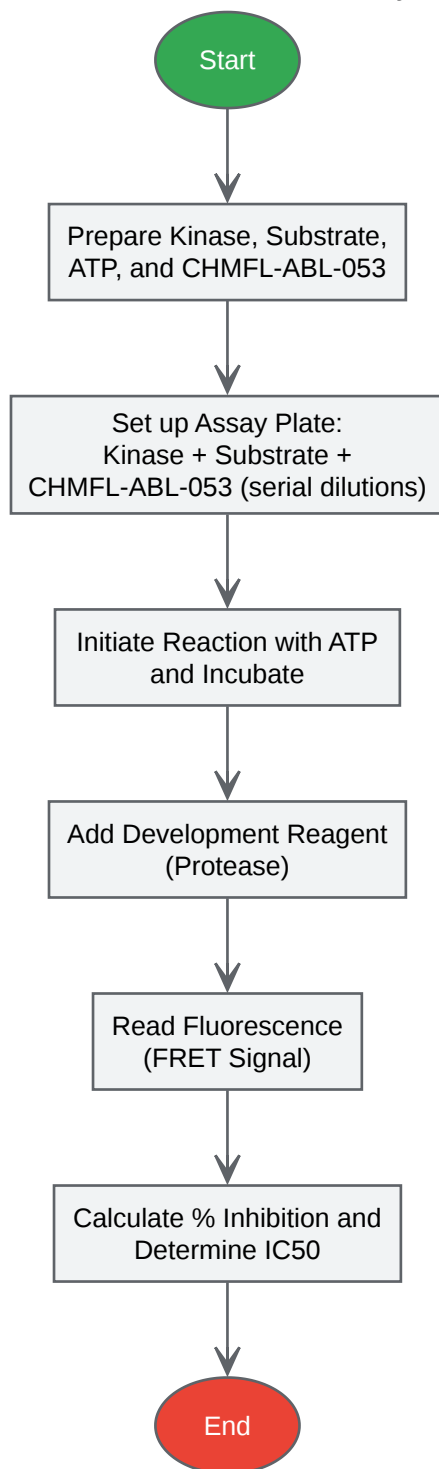 Start
Prepare Kinase, Substrate,
ATP, and CHMFL-ABL-053
Set up Assay Plate:
Kinase + Substrate +
CHMFL-ABL-053 (serial dilutions)
Initiate Reaction with ATP
and Incubate
Add Development Reagent
(Protease)
Read Fluorescence
(FRET Signal)
Calculate % Inhibition and
Determine IC50
End